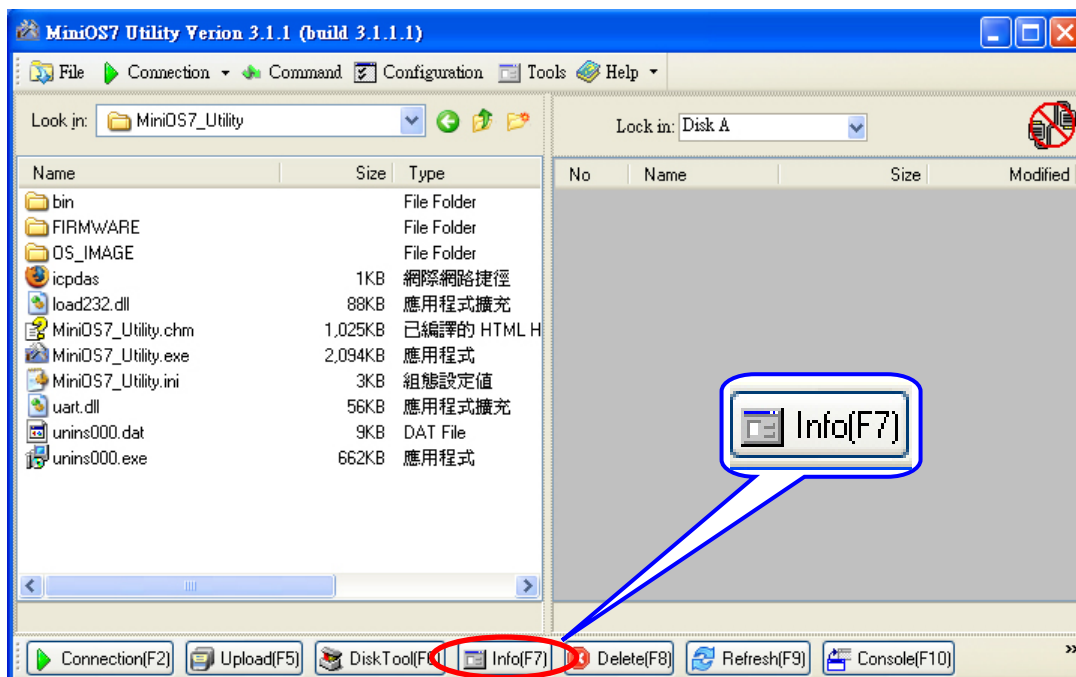 MiniOS7 Utility Verion 3.1.1 (build 3.1.1.1)
File Connection Command Configuration Tools Help
Look in: MiniOS7_Utility
Lock in: Disk A
Name Size Type
No Name Size Modified
bin File Folder
FIRMWARE File Folder
OS_IMAGE File Folder
icpdas 1KB 網際網路捷徑
load232.dll 88KB 應用程式擴充
MiniOS7_Utility.chm 1,025KB 已編譯的 HTML H
MiniOS7_Utility.exe 2,094KB 應用程式
MiniOS7_Utility.ini 3KB 組態設定值
uart.dll 56KB 應用程式擴充
unins000.dat 9KB DAT File
unins000.exe 662KB 應用程式
Info(F7)
Connection(F2) Upload(F5) DiskTool(F6) Info(F7) Delete(F8) Refresh(F9) Console(F10) »